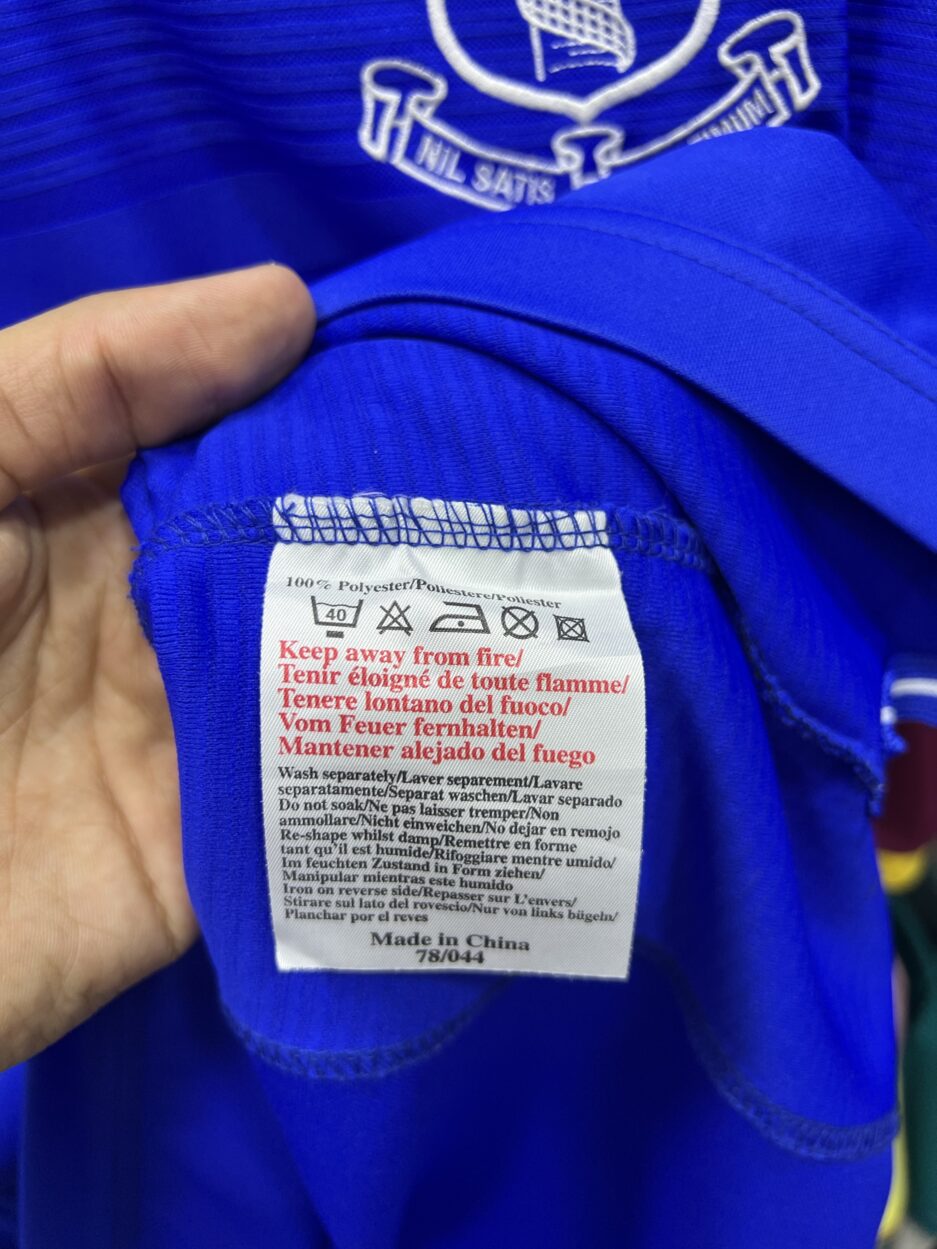 NIL SATIS
100% Polyester/Poliestere/Poliester
40
Keep away from fire/
Tenir éloigné de toute flamme/
Tenere lontano del fuoco/
Vom Feuer fernhalten/
Mantener alejado del fuego
Wash separately/Laver separement/Lavare
separatamente/Separat waschen/Lavar separado
Do not soak/Ne pas laisser tremper/Non
ammollare/Nicht einweichen/No dejar en remojo
Re-shape whilst damp/Remettre en forme
tant qu'il est humide/Rifoggiare mentre umido/
Im feuchten Zustand in Form ziehen/
Manipular mientras este humido
Iron on reverse side/Repasser sur L'envers/
Stirare sul lato del rovescio/Nur von links bügeln/
Planchar por el reves
Made in China
78/044